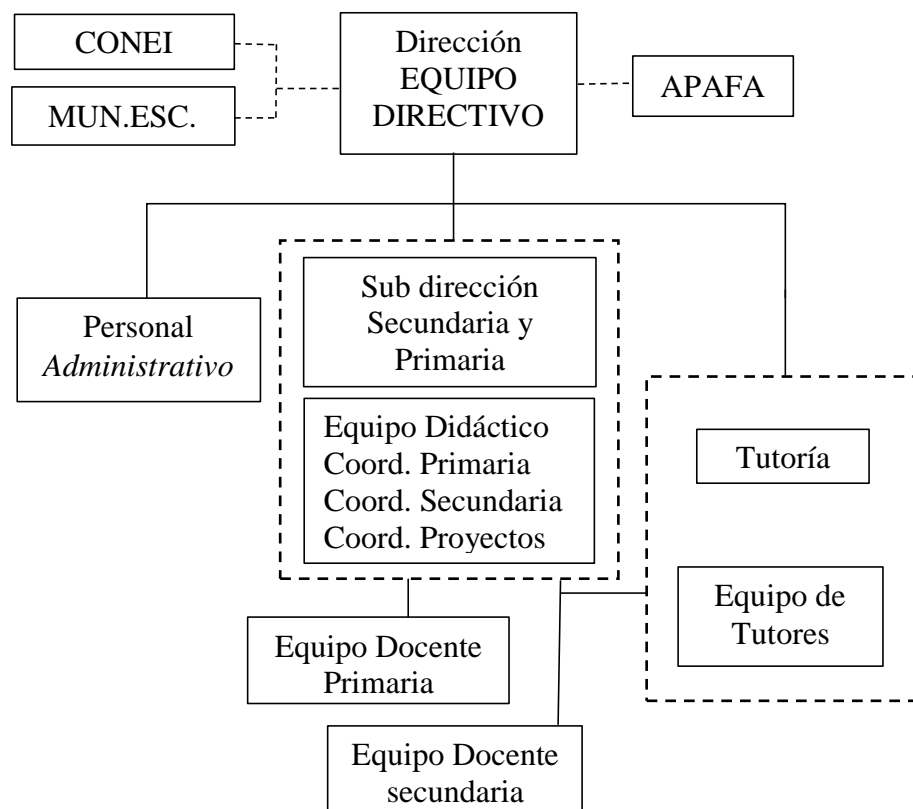 CONEI
MUN.ESC.
Dirección
EQUIPO
DIRECTIVO
APAFA
Personal
Administrativo
Sub dirección
Secundaria y
Primaria
Equipo Didáctico
Coord. Primaria
Coord. Secundaria
Coord. Proyectos
Tutoría
Equipo de
Tutores
Equipo Docente
Primaria
Equipo Docente
secundaria